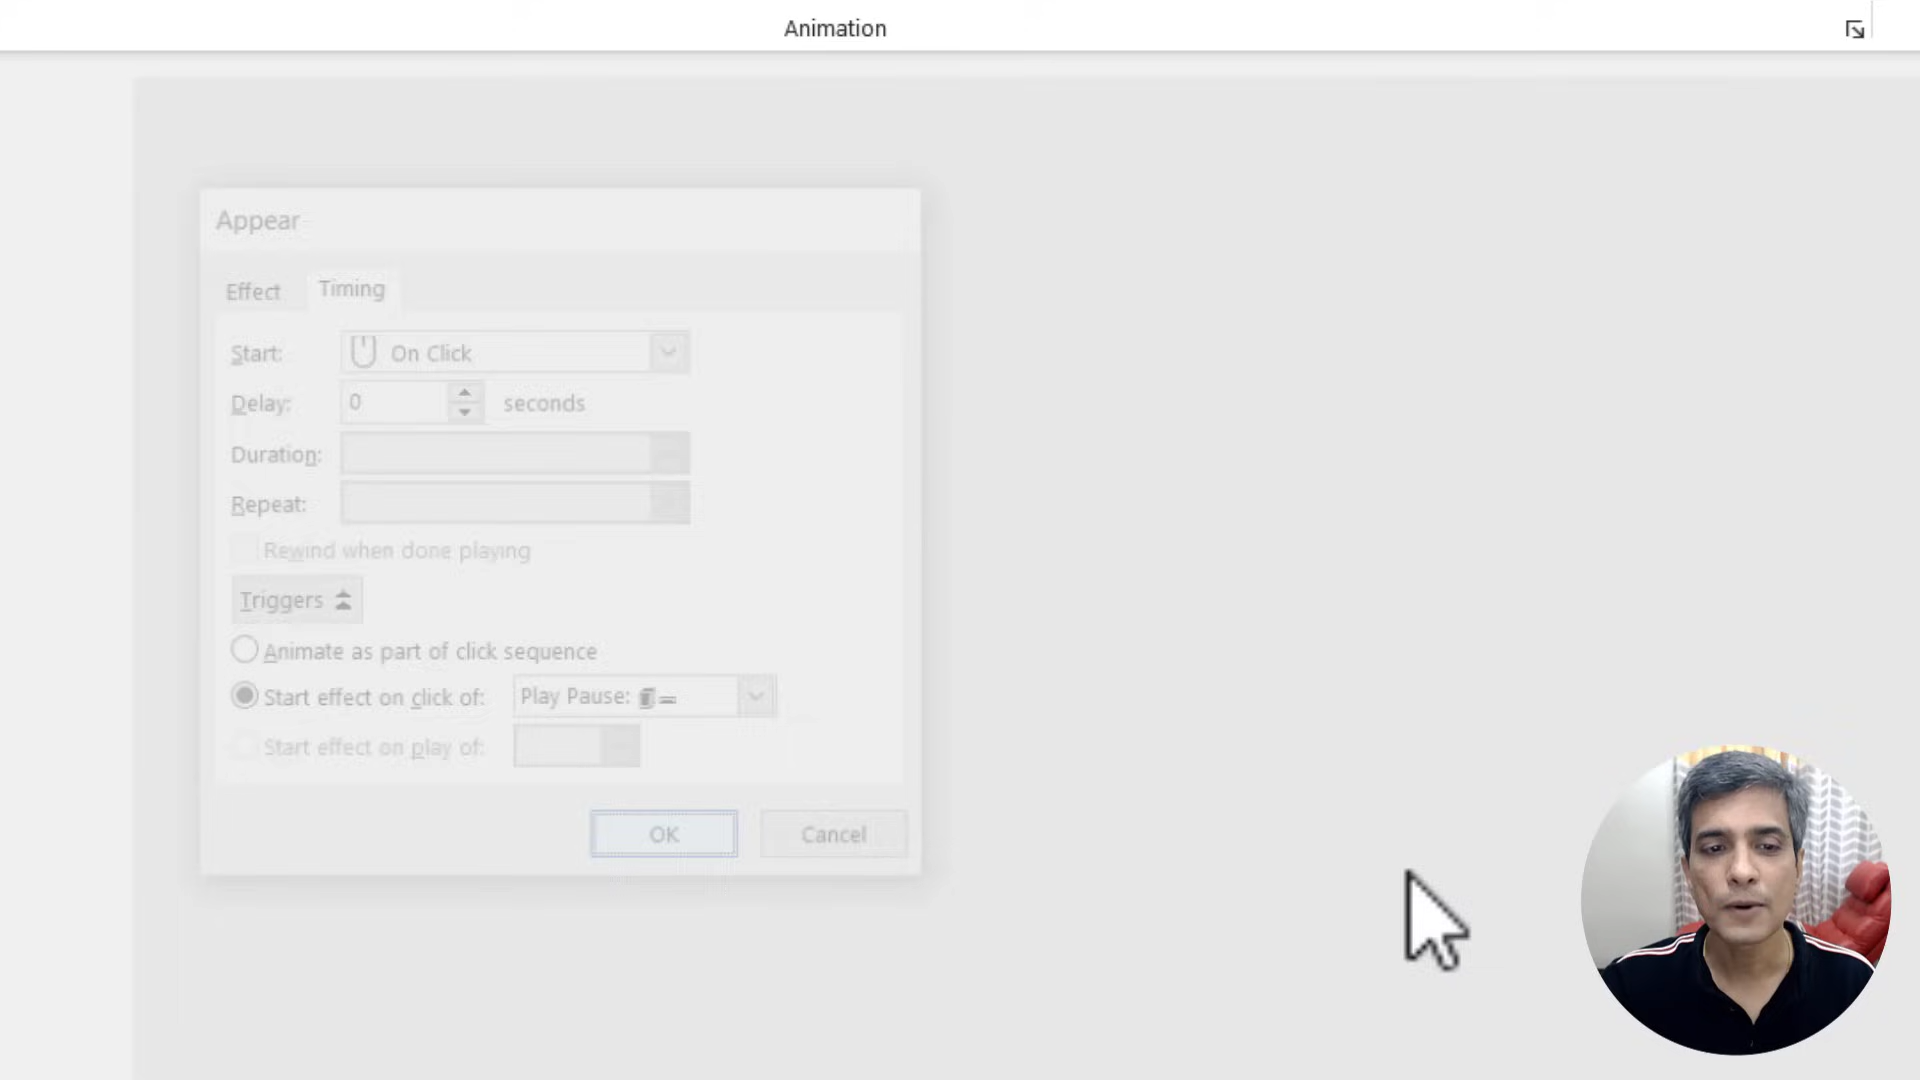 Animation
Appear
Effect
Timing
Start:
On Click
Delay:
0
seconds
Duration:
Repeat:
Rewind when done playing
Triggers
Animate as part of click sequence
Start effect on click of:
Play Pause:
Start effect on play of:
OK
Cancel